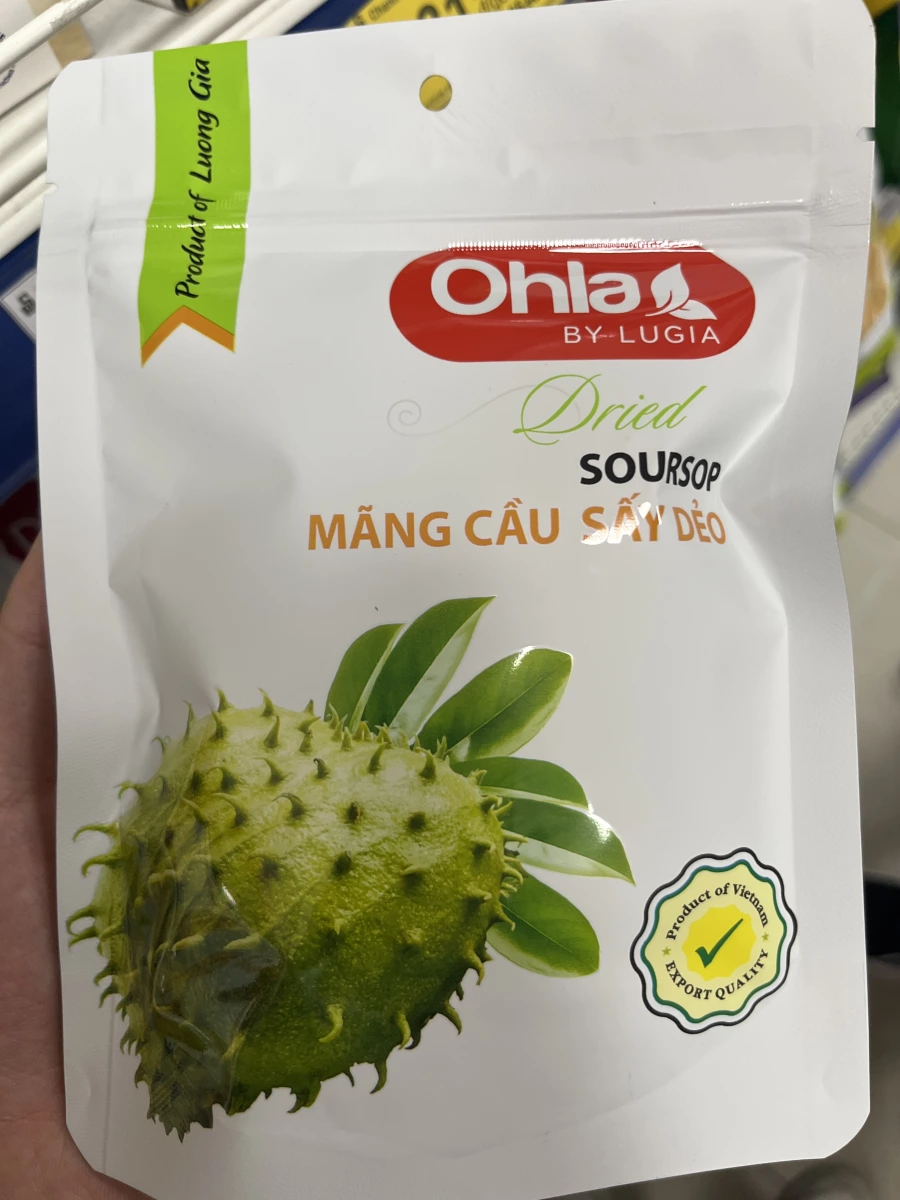 Product of Luong Gia
Ohla
BY LUGIA
Dried
SOURSOP
MÃNG CẦU SẤY DẺO
Product of Vietnam
EXPORT QUALITY